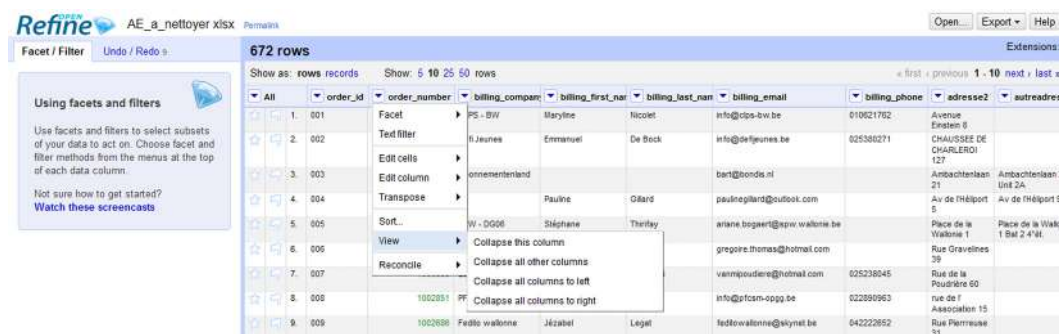 OPEN
Refine AE_a_nettoyer xlsx Permalink
Open... Export Help
Facet / Filter Undo / Redo 9
672 rows
Extensions:
Show as: rows records Show: 5 10 25 50 rows
« first ‹ previous 1 - 10 next › last »
Using facets and filters
Use facets and filters to select subsets
of your data to act on. Choose facet and
filter methods from the menus at the top
of each data column.
Not sure how to get started?
Watch these screencasts
All order_id order_number billing_company billing_first_nar billing_last_nam billing_email billing_phone adresse2 autreadres
1. 001 PS - BW Maryline Nicolet info@cips-bw.be 010621762 Avenue
Einstein 8
2. 002 fi Jeunes Emmanuel De Bock info@defijeunes.be 025380271 CHAUSSEE DE
CHARLEROI
127
3. 003 onnementenland bart@bondis.nl Ambachtenlaan Ambachtenlaan
21 Unit 2A
4. 004 Pauline Gillard paulinegillard@outlook.com Av de l'Héliport Av de l'Héliport
5
5. 005 W - DG06 Stéphane Thirifay ariane.bogaert@spw.wallonie.be Place de la Place de la Wallo
Wallonie 1 1 Bat 2 4°ét.
6. 006 gregoire.thomas@hotmail.com Rue Gravelines
39
7. 007 vanmipoudiere@hotmail.com 025238045 Rue de la
Poudrière 60
8. 008 1002851 PF info@pfcsm-opgg.be 022890963 rue de l'
Association 15
9. 009 1002686 Fedito wallonne Jézabel Legat feditowallonne@skynet.be 042222652 Rue Pierreuse
31
Facet
Text filter
Edit cells
Edit column
Transpose
Sort...
View
Reconcile
Collapse this column
Collapse all other columns
Collapse all columns to left
Collapse all columns to right